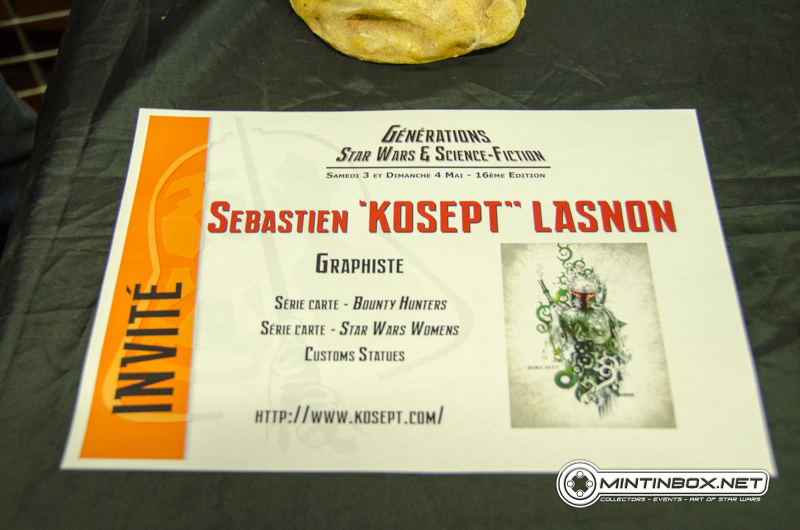 Générations
Star Wars & Science-Fiction
Samedi 3 et Dimanche 4 Mai - 16ème Edition
Sebastien "KOSEPT" LASNON
Graphiste
Série carte - Bounty Hunters
Série carte - Star Wars Womens
Customs Statues
http://www.kosept.com/
INVITÉ
BOBA FETT
MINTINBOX.NET
COLLECTORS - EVENTS - ART OF STAR WARS